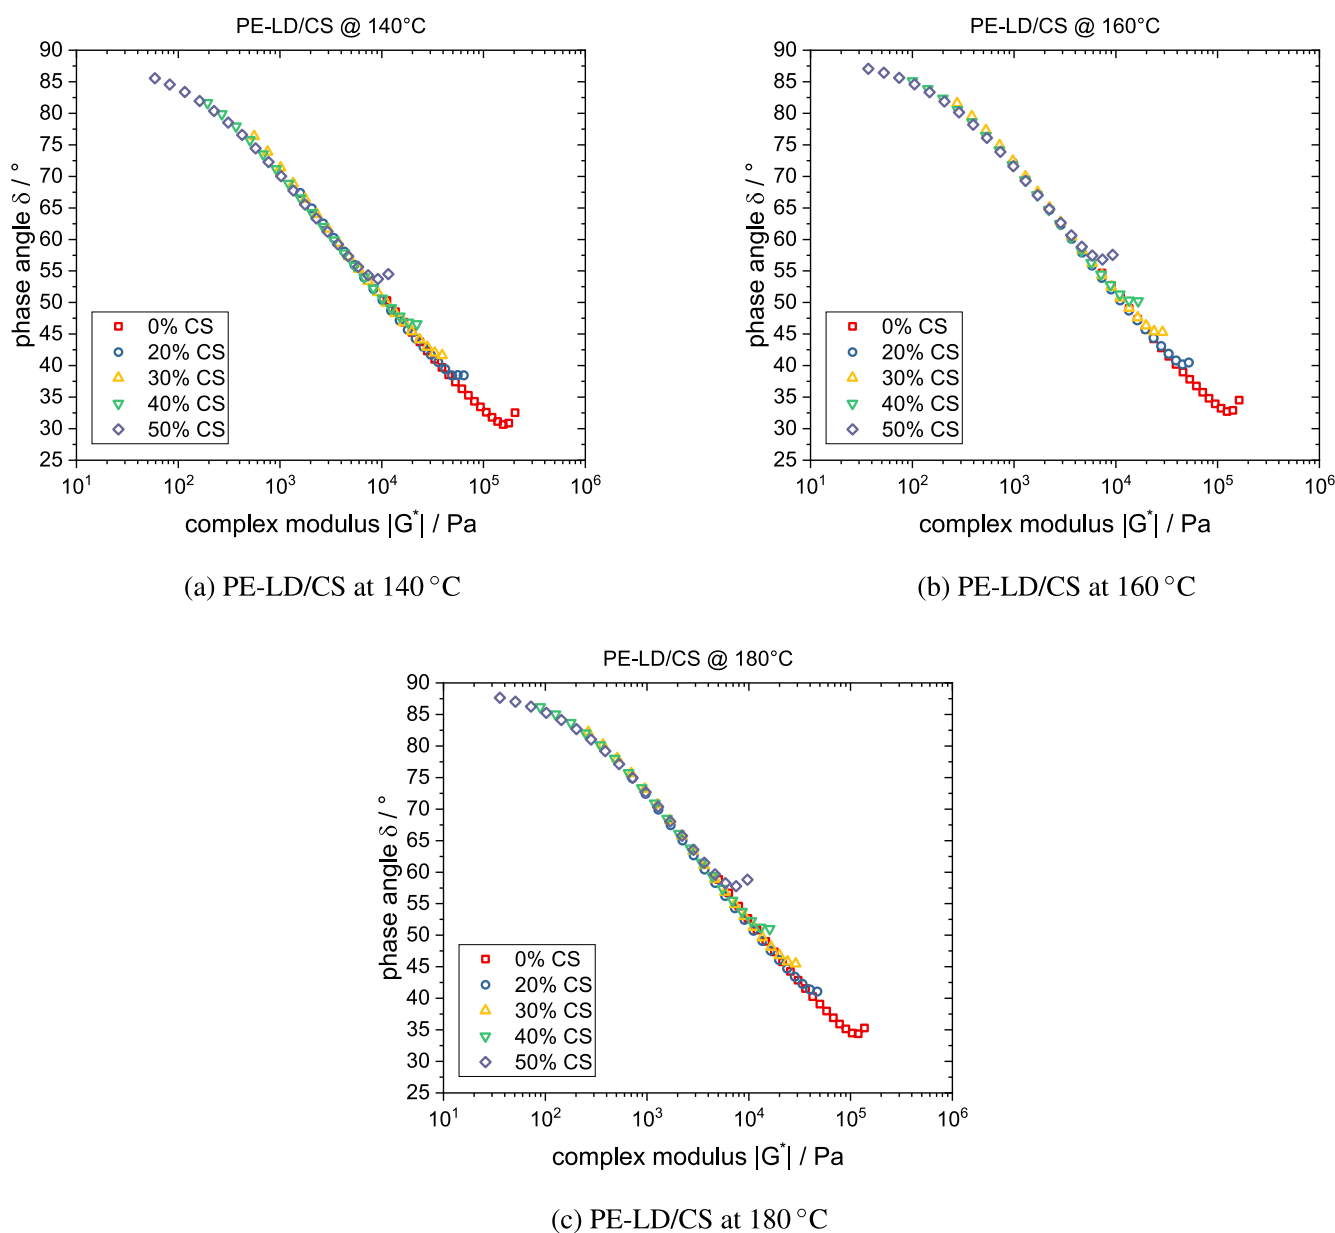 PE-LD/CS @ 140°C
90
85
80
75
70
65
60
55
50
45
40
35
30
25
phase angle δ / °
0% CS
20% CS
30% CS
40% CS
50% CS
10¹ 10² 10³ 10⁴ 10⁵ 10⁶
complex modulus |G*| / Pa
(a) PE-LD/CS at 140 °C
PE-LD/CS @ 160°C
90
85
80
75
70
65
60
55
50
45
40
35
30
25
phase angle δ / °
0% CS
20% CS
30% CS
40% CS
50% CS
10¹ 10² 10³ 10⁴ 10⁵ 10⁶
complex modulus |G*| / Pa
(b) PE-LD/CS at 160 °C
PE-LD/CS @ 180°C
90
85
80
75
70
65
60
55
50
45
40
35
30
25
phase angle δ / °
0% CS
20% CS
30% CS
40% CS
50% CS
10¹ 10² 10³ 10⁴ 10⁵ 10⁶
complex modulus |G*| / Pa
(c) PE-LD/CS at 180 °C